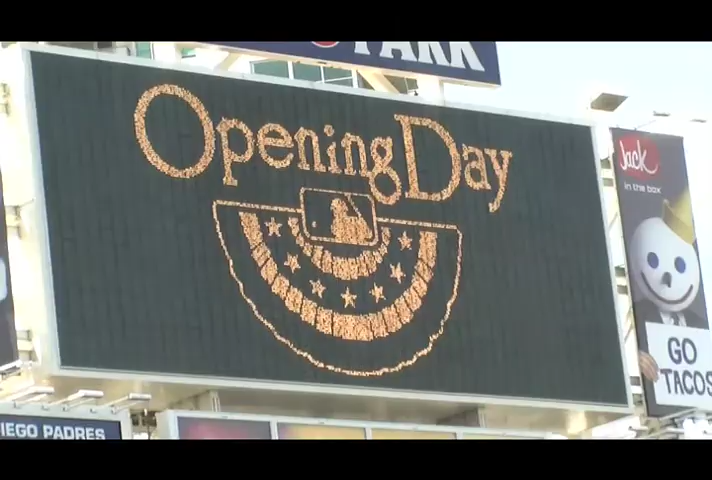 PARK
Opening Day
Jack
in the box
GO
TACOS
IEGO PADRES